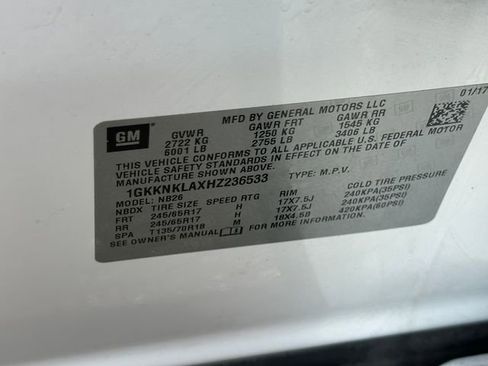 MFD BY GENERAL MOTORS LLC 01/17
GM GVWR GAWR FRT GAWR RR
2722 KG 1250 KG 1545 KG
6001 LB 2755 LB 3406 LB
THIS VEHICLE CONFORMS TO ALL APPLICABLE U.S. FEDERAL MOTOR
VEHICLE SAFETY AND THEFT PREVENTION STANDARDS IN EFFECT ON
THE DATE OF MANUFACTURE SHOWN ABOVE.
1GKKNKLAXHZ236533 TYPE: M.P.V.
MODEL: NB26
NBDX TIRE SIZE SPEED RTG RIM COLD TIRE PRESSURE
FRT 245/65R17 H 17X7.5J 240KPA(35PSI)
RR 245/65R17 H 17X7.5J 240KPA(35PSI)
SPA T135/70R18 M 18X4.5B 420KPA(60PSI)
SEE OWNER'S MANUAL FOR MORE INFORMATION.